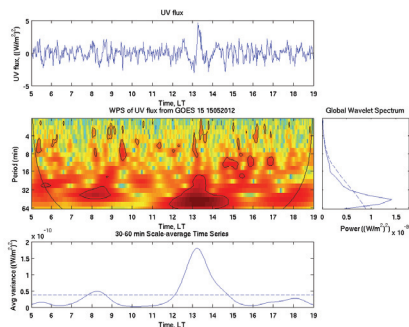 UV flux
UV flux, ((W/m²)²)
5
0
-5
5 6 7 8 9 10 11 12 13 14 15 16 17 18 19
Time, LT
WPS of UV flux from GOES 15 15052012
Global Wavelet Spectrum
Period (min)
4
8
16
32
64
5 6 7 8 9 10 11 12 13 14 15 16 17 18 19
Time, LT
0 0.5 1 1.5 2
Power ((W/m²)²)
30-60 min Scale-average Time Series
x 10
-10
Avg variance, ((W/m²)²)
2
1.5
1
0.5
0
5 6 7 8 9 10 11 12 13 14 15 16 17 18 19
Time, LT